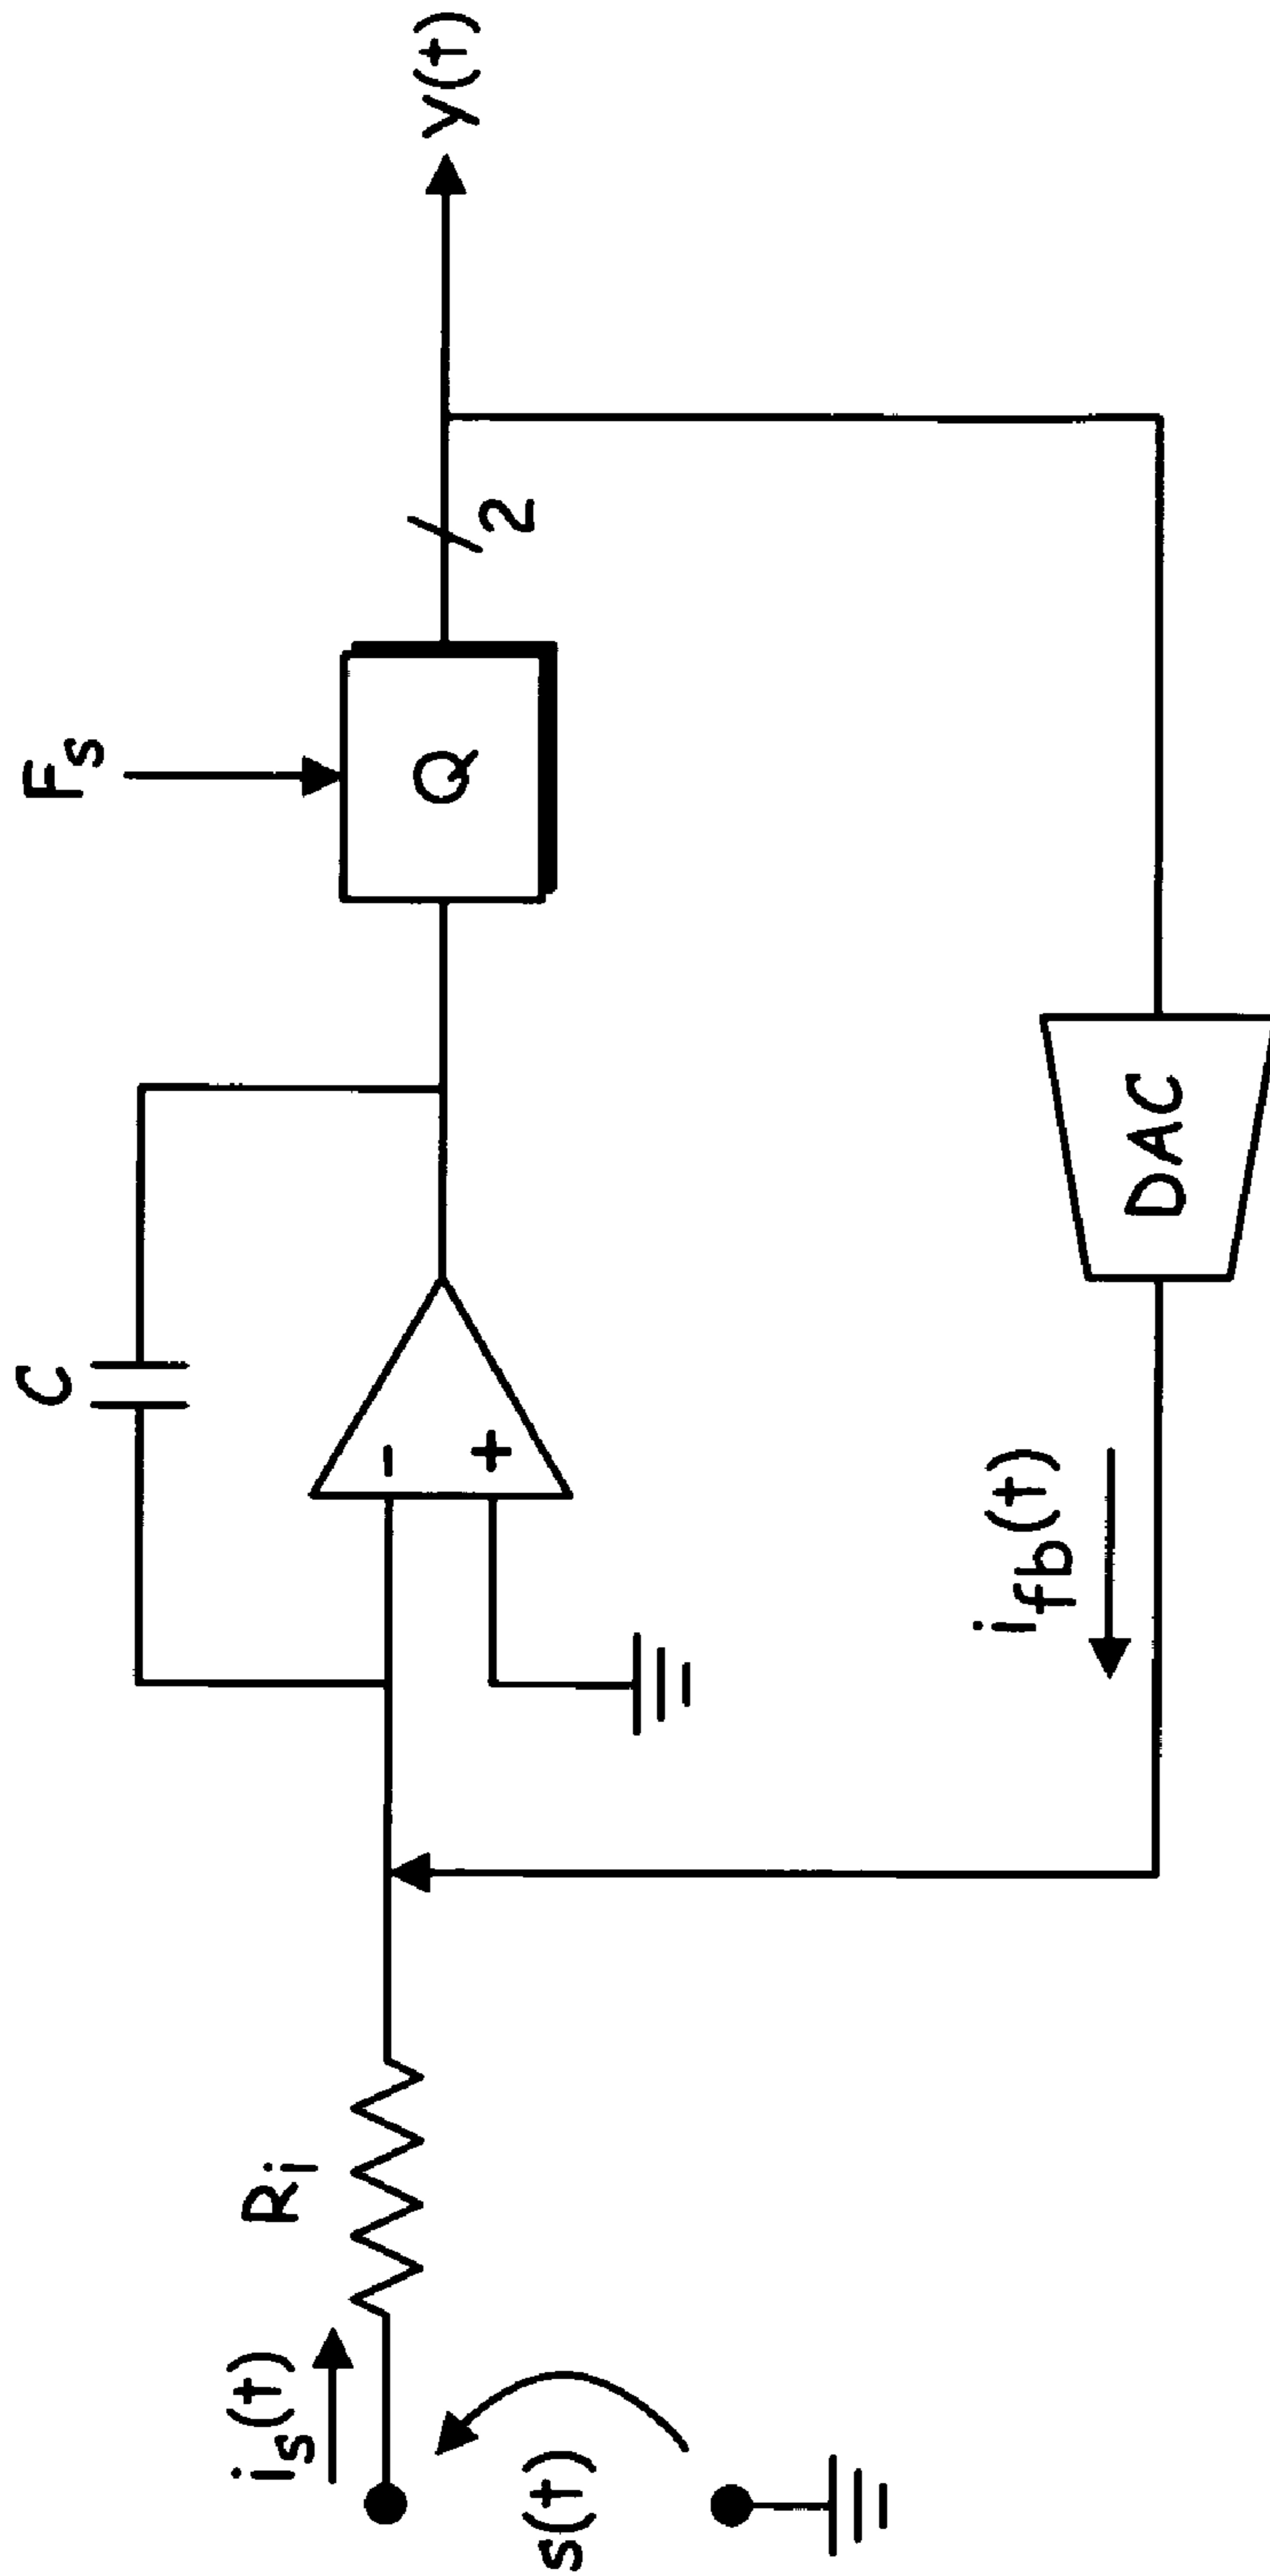 C
F_s
R_i
i_s(t)
s(t)
-
+
Q
2
y(t)
i_fb(t)
DAC